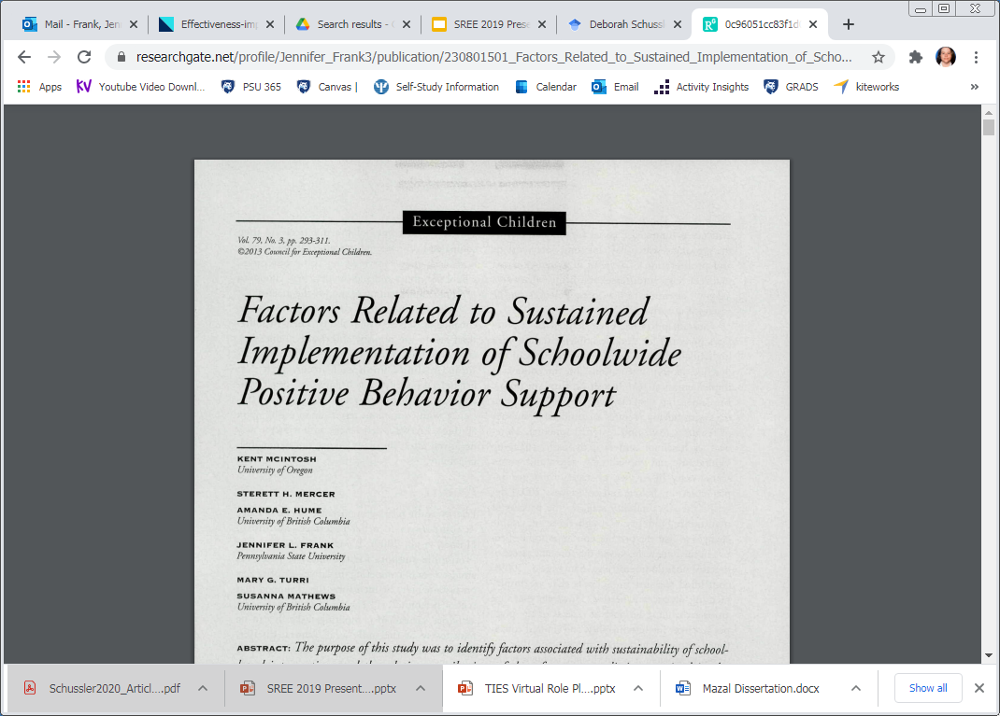 Mail - Frank, Jenn
Effectiveness-imp
Search results - G
SREE 2019 Prese
Deborah Schussl
0c96051cc83f1d
researchgate.net/profile/Jennifer_Frank3/publication/230801501_Factors_Related_to_Sustained_Implementation_of_Scho...
Apps
Youtube Video Downl...
PSU 365
Canvas |
Self-Study Information
Calendar
Email
Activity Insights
GRADS
kiteworks
»
Exceptional Children
Vol. 79, No. 3, pp. 293-311.
©2013 Council for Exceptional Children.
Factors Related to Sustained
Implementation of Schoolwide
Positive Behavior Support
KENT MCINTOSH
University of Oregon
STERETT H. MERCER
AMANDA E. HUME
University of British Columbia
JENNIFER L. FRANK
Pennsylvania State University
MARY G. TURRI
SUSANNA MATHEWS
University of British Columbia
ABSTRACT: The purpose of this study was to identify factors associated with sustainability of school-
Schussler2020_Articl....pdf
SREE 2019 Present....pptx
TIES Virtual Role Pl....pptx
Mazal Dissertation.docx
Show all